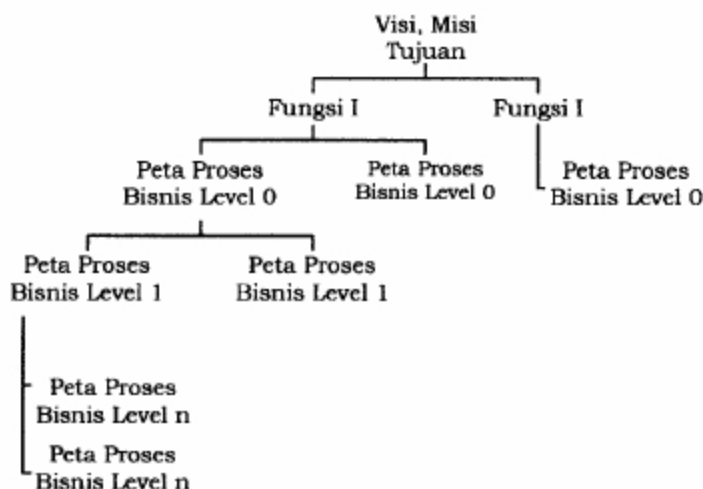 Visi, Misi
Tujuan
Fungsi I
Fungsi I
Peta Proses
Bisnis Level 0
Peta Proses
Bisnis Level 0
Peta Proses
Bisnis Level 0
Peta Proses
Bisnis Level 1
Peta Proses
Bisnis Level 1
Peta Proses
Bisnis Level n
Peta Proses
Bisnis Level n